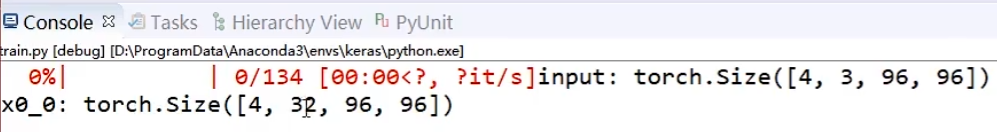 Console Tasks Hierarchy View PyUnit
train.py [debug] [D:\ProgramData\Anaconda3\envs\keras\python.exe]
0%| | 0/134 [00:00<?, ?it/s]input: torch.Size([4, 3, 96, 96])
x0_0: torch.Size([4, 32, 96, 96])